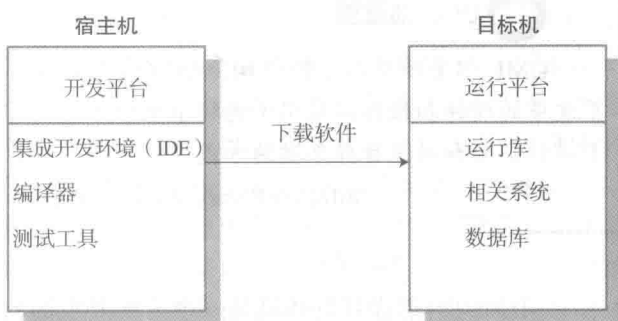 宿主机
目标机
开发平台
运行平台
集成开发环境（IDE）
编译器
测试工具
下载软件
运行库
相关系统
数据库